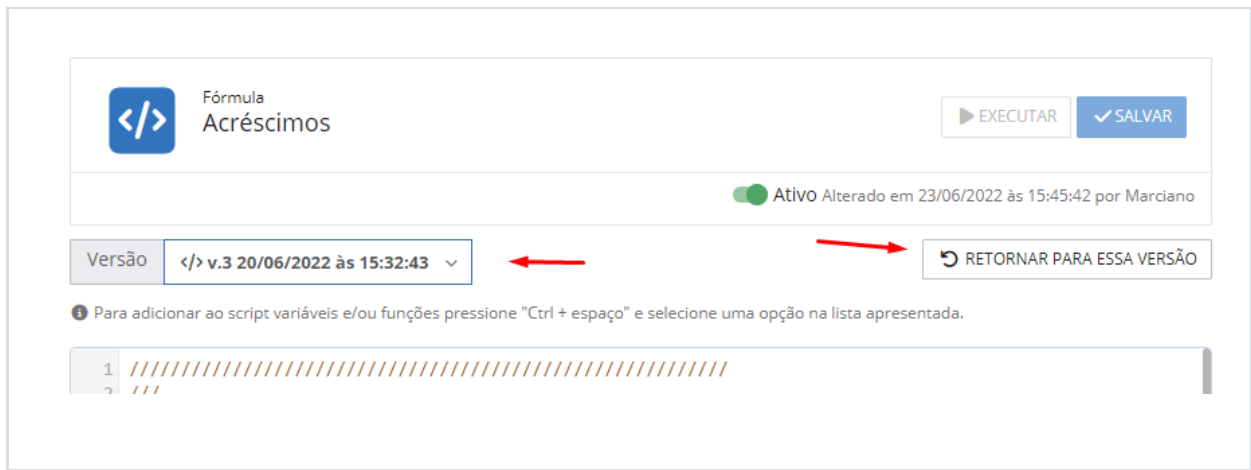 Fórmula
Acréscimos
EXECUTAR
SALVAR
Ativo Alterado em 23/06/2022 às 15:45:42 por Marciano
Versão
</> v.3 20/06/2022 às 15:32:43
RETORNAR PARA ESSA VERSÃO
Para adicionar ao script variáveis e/ou funções pressione "Ctrl + espaço" e selecione uma opção na lista apresentada.
1 //////////////////////////////////////////////////////////
2 ///